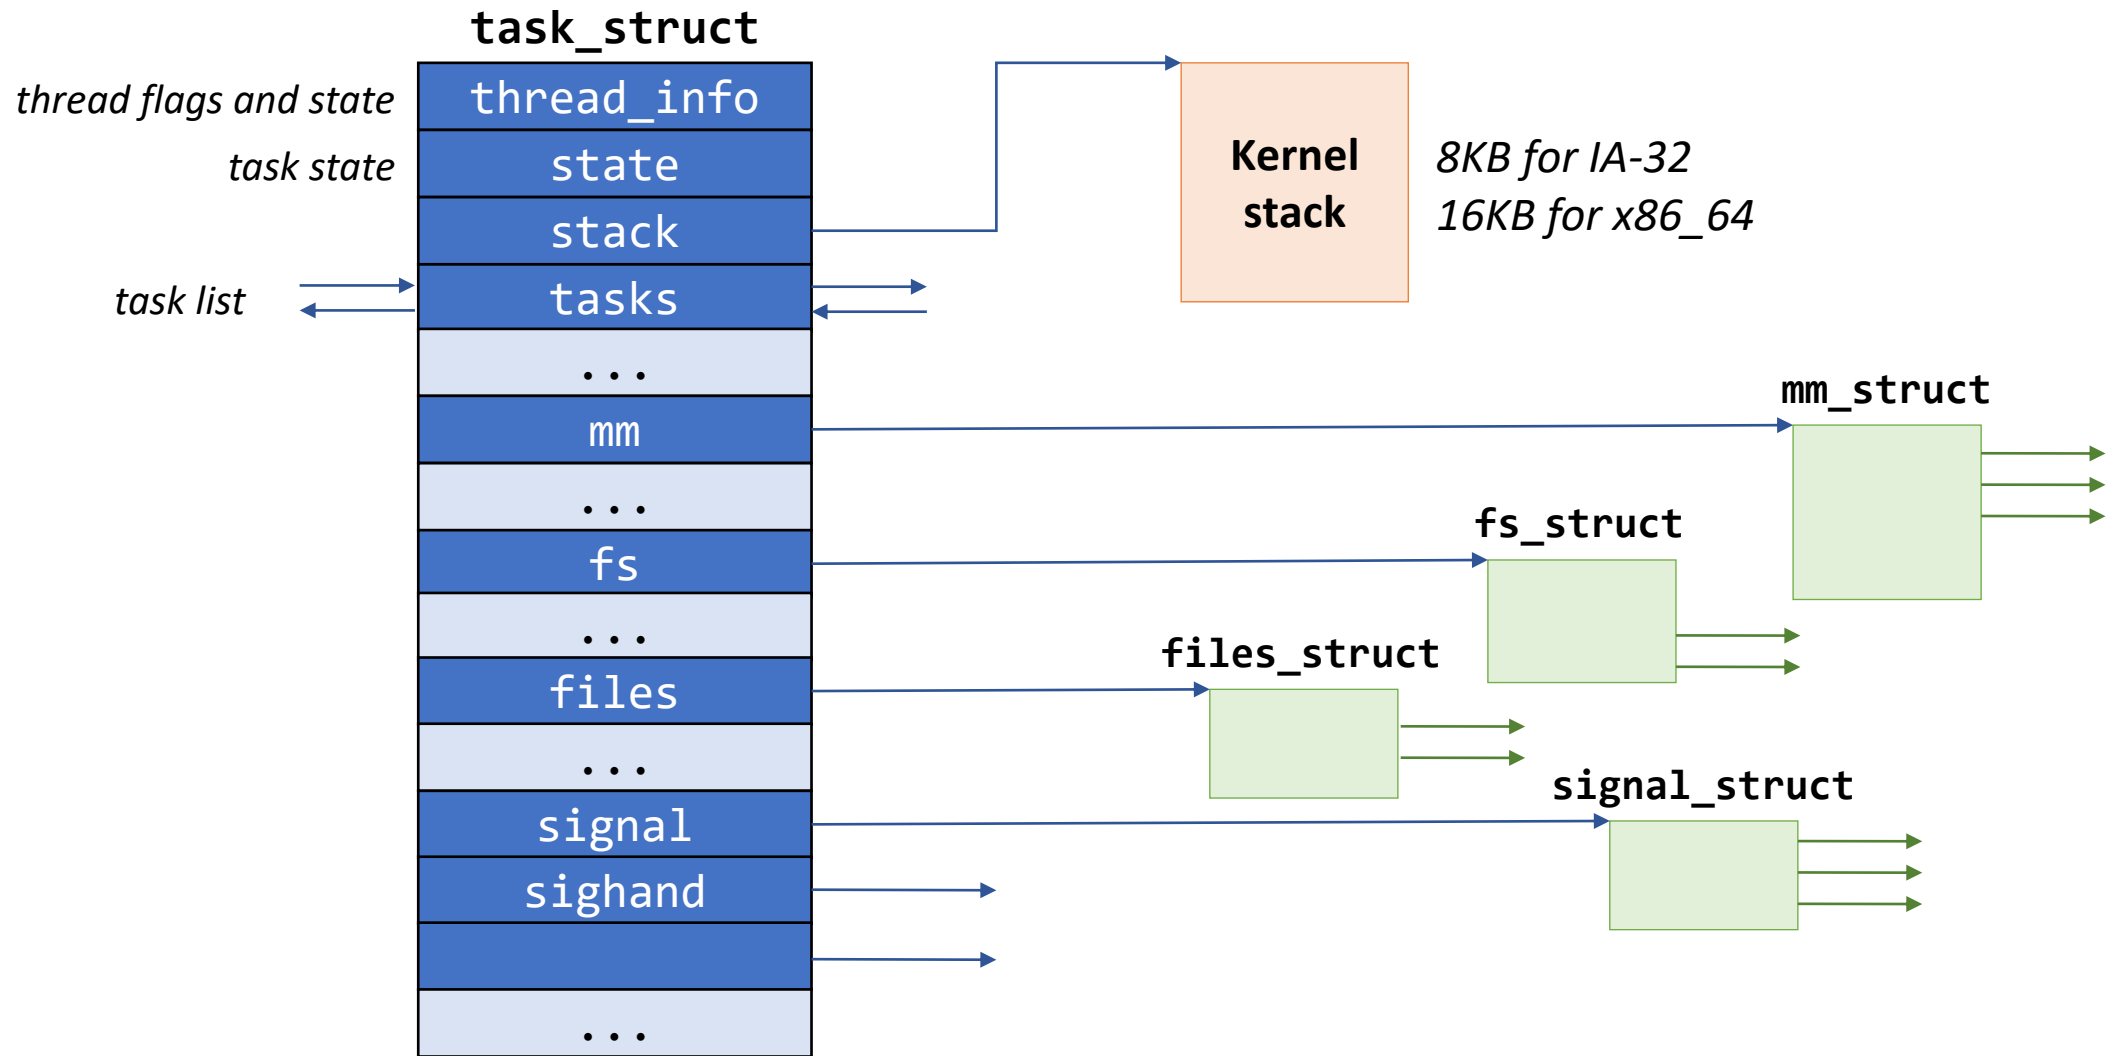 task_struct
thread flags and state
thread_info
task state
state
stack
task list
tasks
...
mm
...
fs
...
files
...
signal
sighand
...
Kernel
stack
8KB for IA-32
16KB for x86_64
mm_struct
fs_struct
files_struct
signal_struct